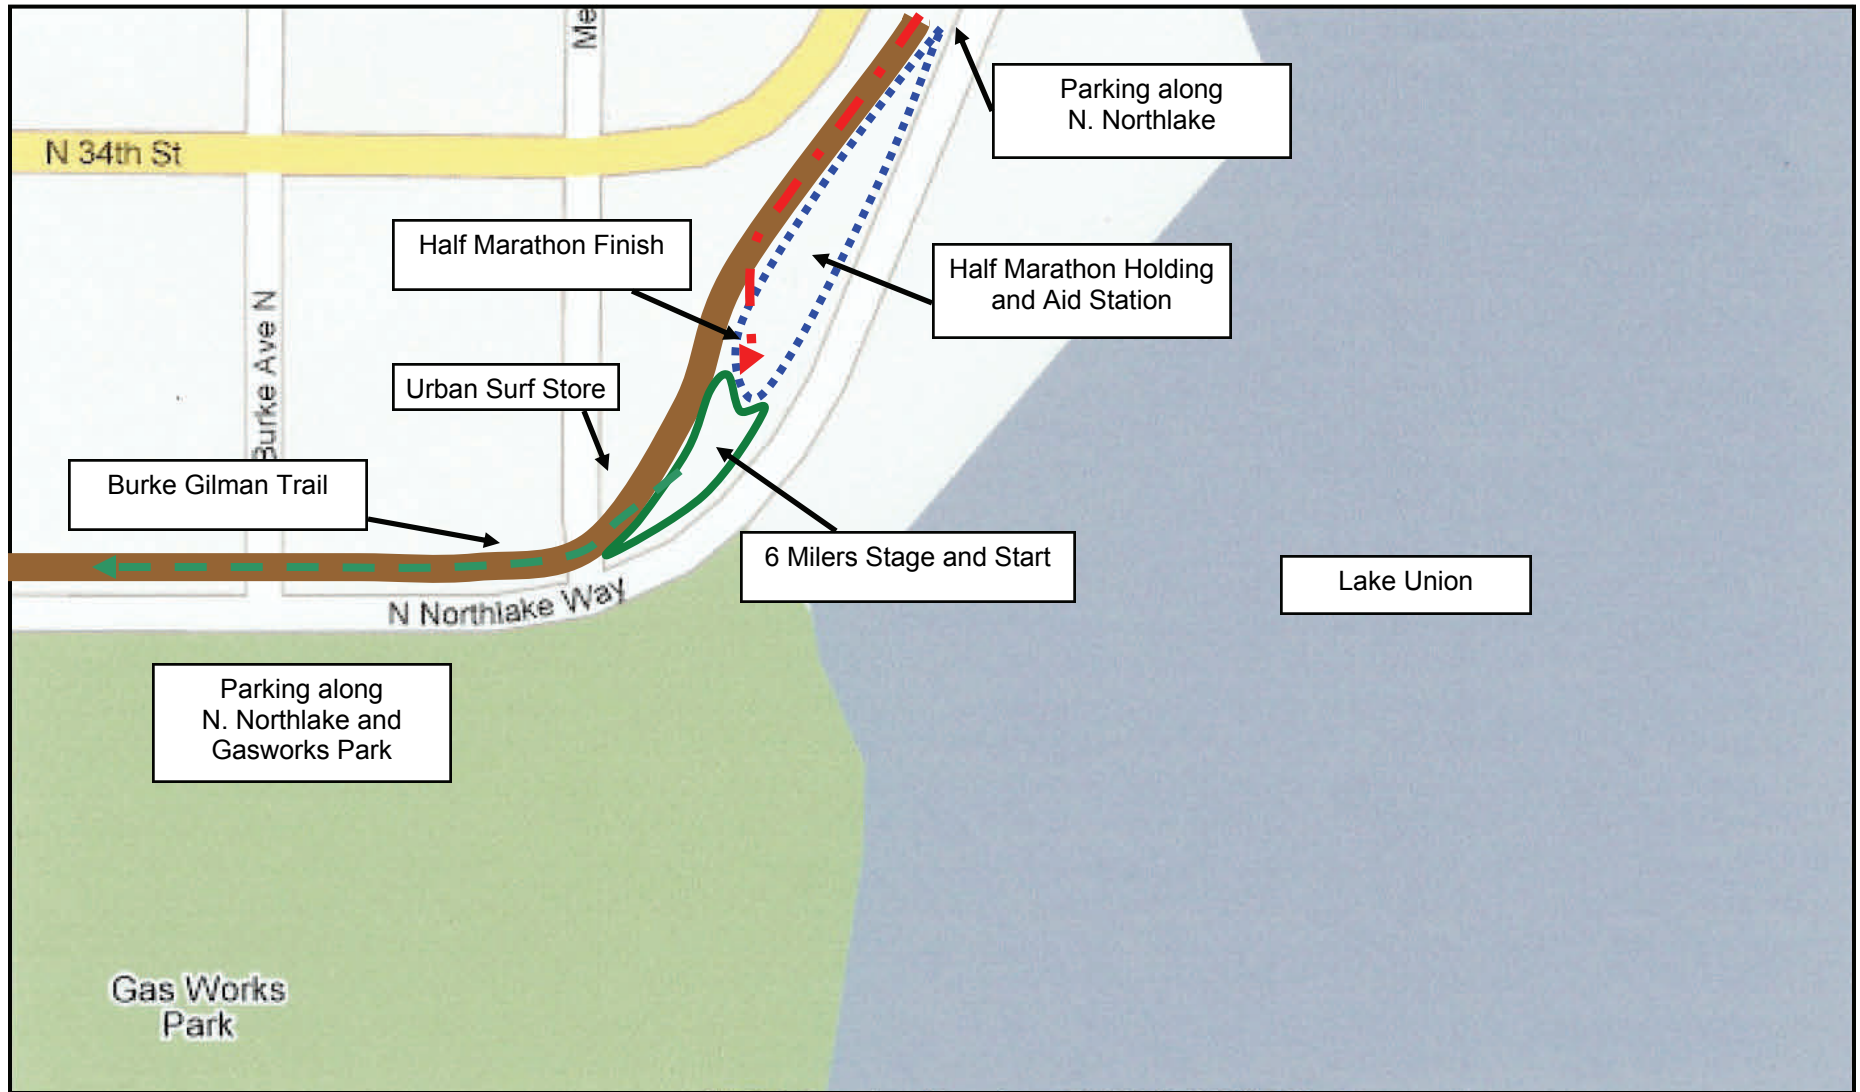 Me
Parking along
N. Northlake
N 34th St
Half Marathon Finish
Half Marathon Holding
and Aid Station
Burke Ave N
Urban Surf Store
Burke Gilman Trail
6 Milers Stage and Start
Lake Union
N Northlake Way
Parking along
N. Northlake and
Gasworks Park
Gas Works
Park